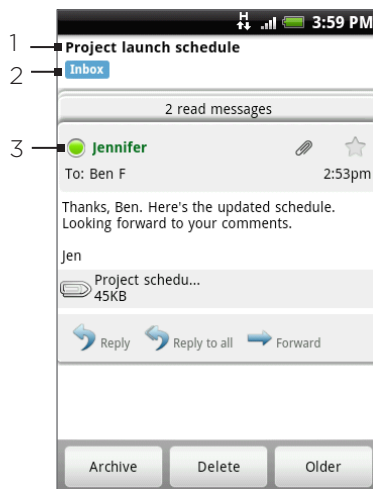 H 3:59 PM
1 Project launch schedule
2 Inbox
2 read messages
3 Jennifer
To: Ben F 2:53pm
Thanks, Ben. Here's the updated schedule.
Looking forward to your comments.
Jen
Project schedu...
45KB
Reply Reply to all Forward
Archive Delete Older